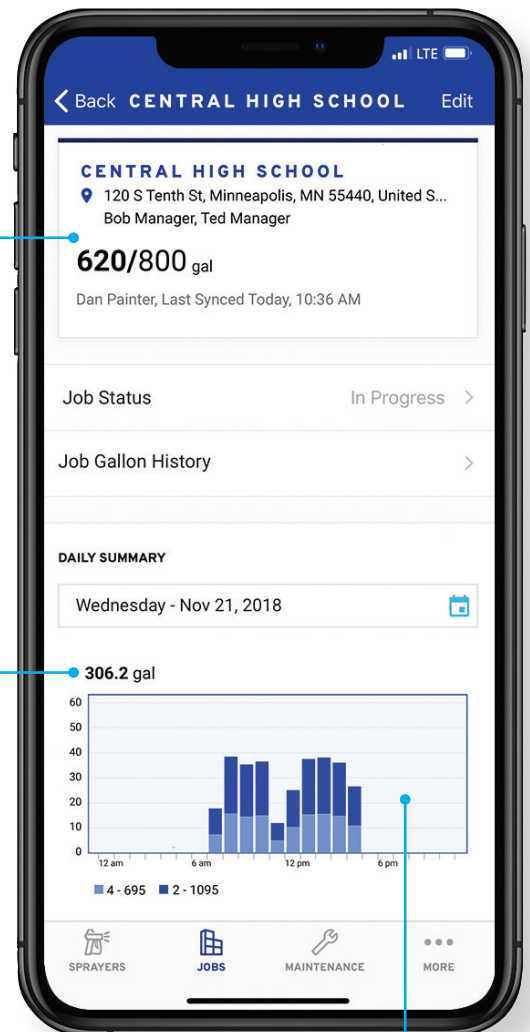 LTE
Back CENTRAL HIGH SCHOOL Edit
CENTRAL HIGH SCHOOL
120 S Tenth St, Minneapolis, MN 55440, United S...
Bob Manager, Ted Manager
620/800 gal
Dan Painter, Last Synced Today, 10:36 AM
Job Status In Progress
Job Gallon History
DAILY SUMMARY
Wednesday - Nov 21, 2018
306.2 gal
60
50
40
30
20
10
0
12 am 6 am 12 pm 6 pm
4 - 695 2 - 1095
SPRAYERS JOBS MAINTENANCE MORE